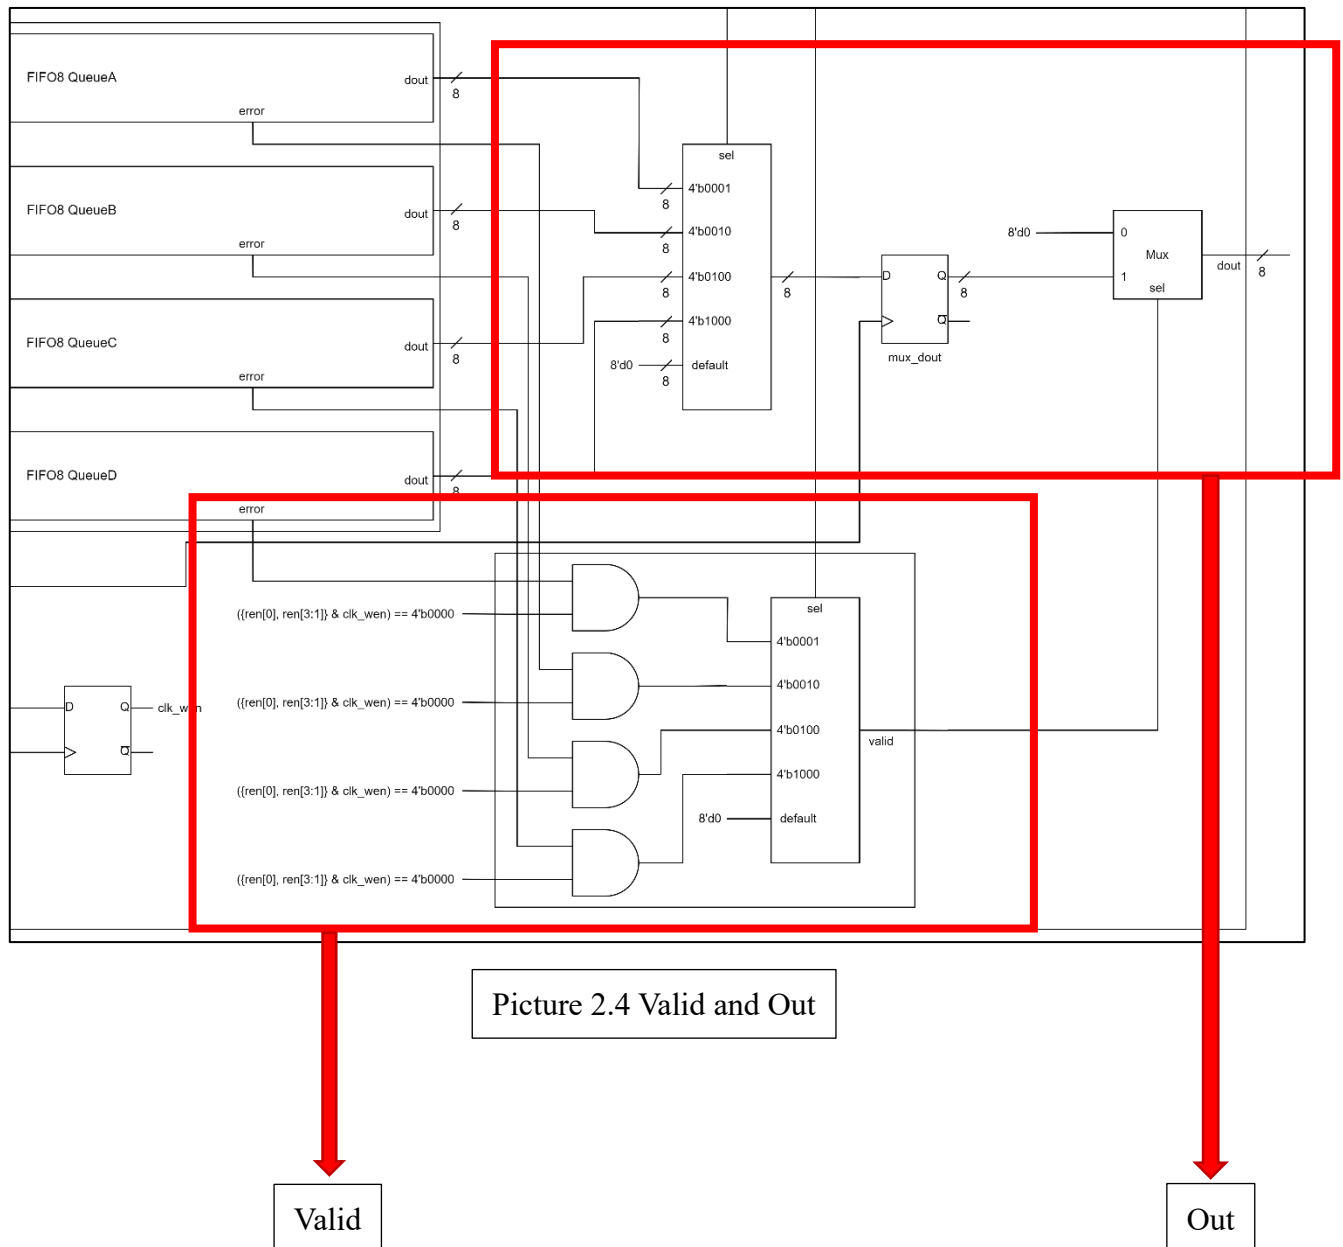 FIFO8 QueueA
dout
8
error
FIFO8 QueueB
dout
8
error
FIFO8 QueueC
dout
8
error
FIFO8 QueueD
dout
8
error
sel
4'b0001
8
4'b0010
8
4'b0100
8
4'b1000
8
8'd0
default
8
8
D
Q
8
Q
mux_dout
8'd0
0
Mux
1
sel
dout
8
({ren[0], ren[3:1]} & clk_wen) == 4'b0000
({ren[0], ren[3:1]} & clk_wen) == 4'b0000
({ren[0], ren[3:1]} & clk_wen) == 4'b0000
({ren[0], ren[3:1]} & clk_wen) == 4'b0000
sel
4'b0001
4'b0010
4'b0100
4'b1000
8'd0
default
valid
D
Q
clk_wen
Q
Picture 2.4 Valid and Out
Valid
Out